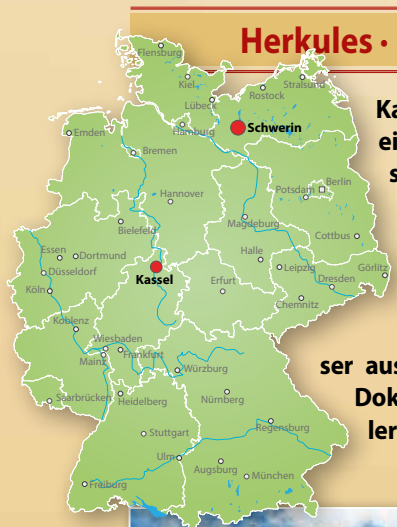 Herkules ·
Flensburg
Kiel
Stralsund
Rostock
Lübeck
Hamburg
Schwerin
Emden
Bremen
Hannover
Berlin
Potsdam
Bielefeld
Magdeburg
Cottbus
Essen
Dortmund
Halle
Düsseldorf
Kassel
Erfurt
Leipzig
Görlitz
Dresden
Köln
Chemnitz
Koblenz
Wiesbaden
Frankfurt
Mainz
Würzburg
Saarbrücken
Heidelberg
Nürnberg
Stuttgart
Regensburg
Ulm
Augsburg
München
Freiburg
Ka
ei
s
ser aus
Dok
ler